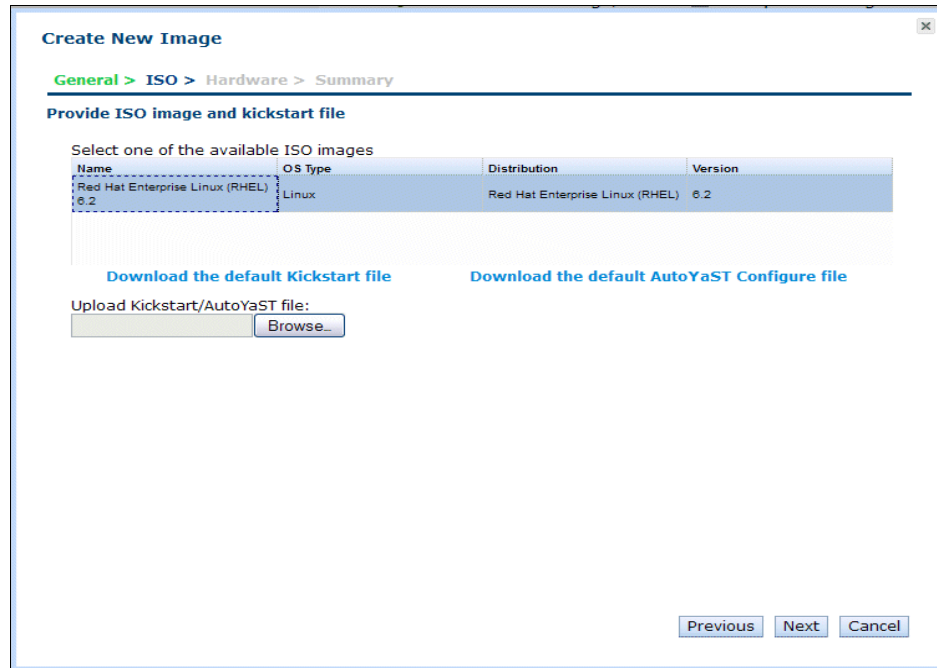 Create New Image
General > ISO > Hardware > Summary
Provide ISO image and kickstart file
Select one of the available ISO images
Name OS Type Distribution Version
Red Hat Enterprise Linux (RHEL) 6.2 Linux Red Hat Enterprise Linux (RHEL) 6.2
Download the default Kickstart file Download the default AutoYaST Configure file
Upload Kickstart/AutoYaST file:
Browse...
Previous Next Cancel